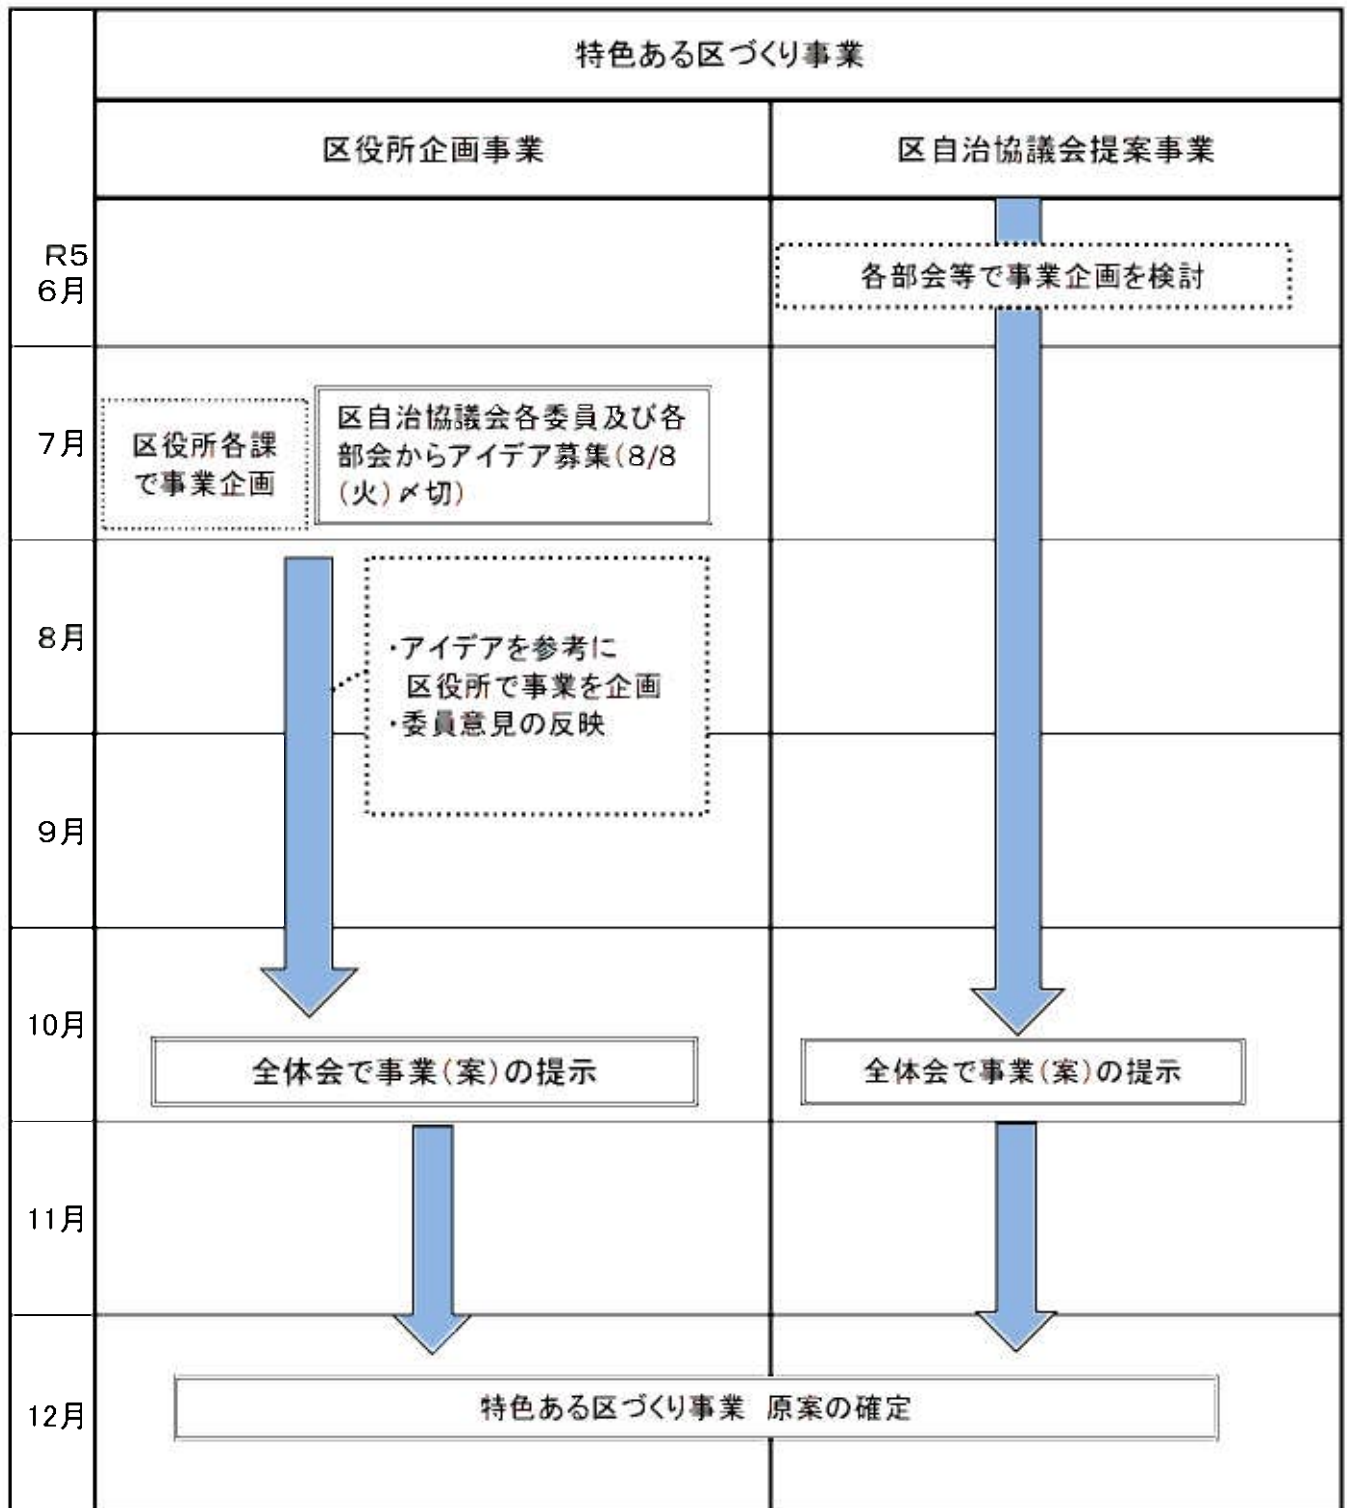 特色ある区づくり事業
区役所企画事業
区自治協議会提案事業
R5
6月
各部会等で事業企画を検討
7月
区役所各課
で事業企画
区自治協議会各委員及び各
部会からアイデア募集(8/8
(火)〆切)
8月
・アイデアを参考に
区役所で事業を企画
・委員意見の反映
9月
10月
全体会で事業(案)の提示
全体会で事業(案)の提示
11月
12月
特色ある区づくり事業 原案の確定